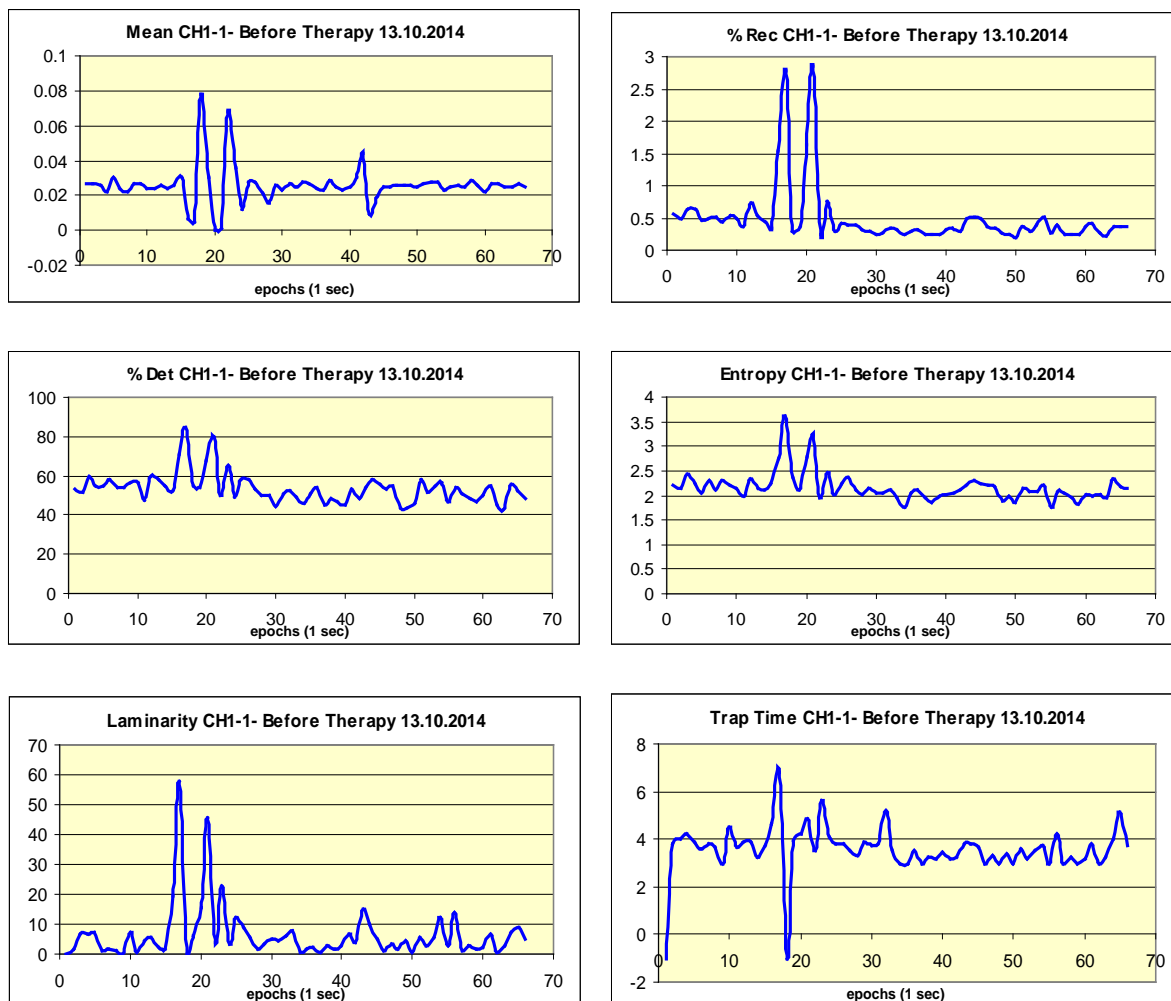 Mean CH1-1- Before Therapy 13.10.2014
0.1
0.08
0.06
0.04
0.02
0
-0.02
0 10 20 30 40 50 60 70
epochs (1 sec)
% Rec CH1-1- Before Therapy 13.10.2014
3
2.5
2
1.5
1
0.5
0
0 10 20 30 40 50 60 70
epochs (1 sec)
% Det CH1-1- Before Therapy 13.10.2014
100
80
60
40
20
0
0 10 20 30 40 50 60 70
epochs (1 sec)
Entropy CH1-1- Before Therapy 13.10.2014
4
3.5
3
2.5
2
1.5
1
0.5
0
0 10 20 30 40 50 60 70
epochs (1 sec)
Laminarity CH1-1- Before Therapy 13.10.2014
70
60
50
40
30
20
10
0
0 10 20 30 40 50 60 70
epochs (1 sec)
Trap Time CH1-1- Before Therapy 13.10.2014
8
6
4
2
0
-2
0 10 20 30 40 50 60 70
epochs (1 sec)